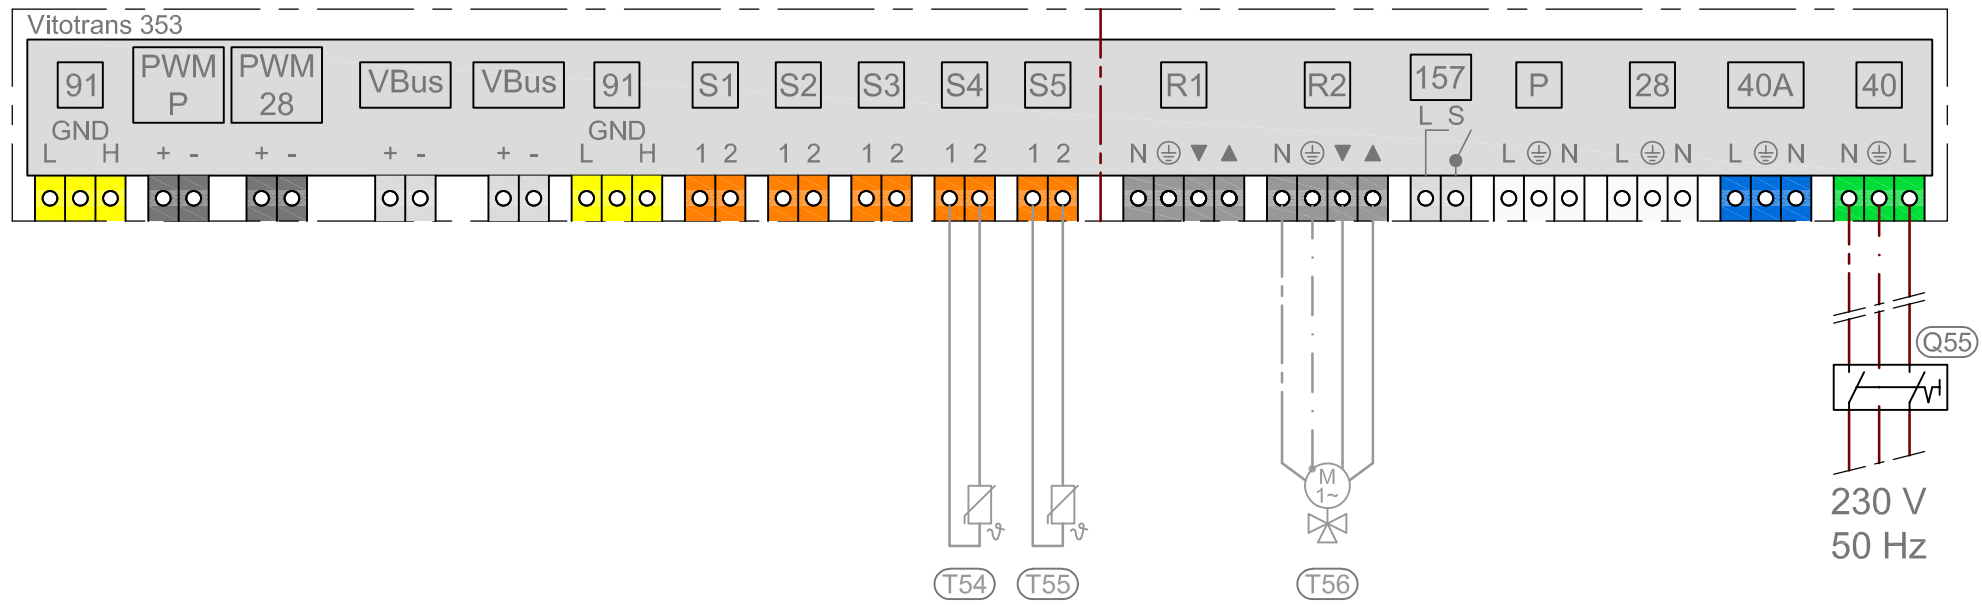 Vitotrans 353
91 PWM P PWM 28 VBus VBus 91 S1 S2 S3 S4 S5 R1 R2 157 P 28 40A 40
GND GND L S
L H + - + - + - + - L H 1 2 1 2 1 2 1 2 1 2 N ⏚ ▼ ▲ N ⏚ ▼ ▲ L ⏚ N L ⏚ N L ⏚ N N ⏚ L
Q55
M
1~
ϑ ϑ
230 V
50 Hz
T54 T55 T56